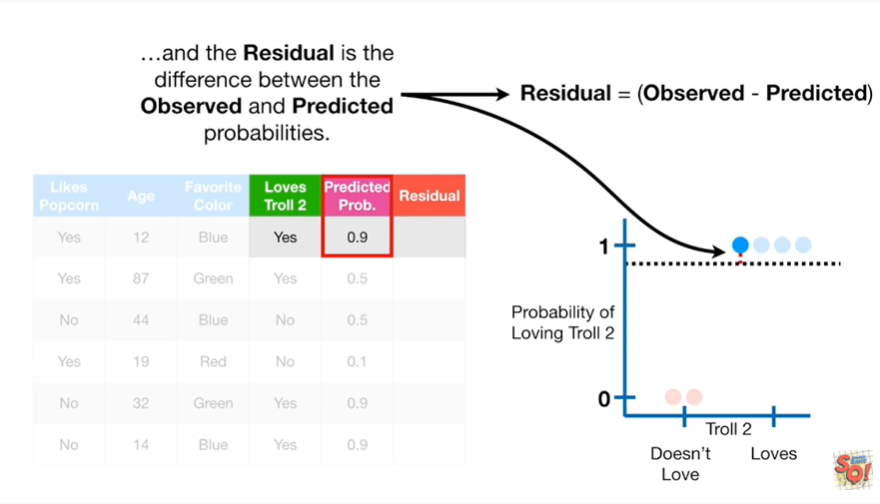 …and the Residual is the
difference between the
Observed and Predicted
probabilities.
Residual = (Observed - Predicted)
Likes Popcorn Age Favorite Color Loves Troll 2 Predicted Prob. Residual
Yes 12 Blue Yes 0.9
Yes 87 Green Yes 0.5
No 44 Blue No 0.5
Yes 19 Red No 0.1
No 32 Green Yes 0.9
No 14 Blue Yes 0.9
1
Probability of
Loving Troll 2
0
Troll 2
Doesn’t
Love
Loves
SQ!